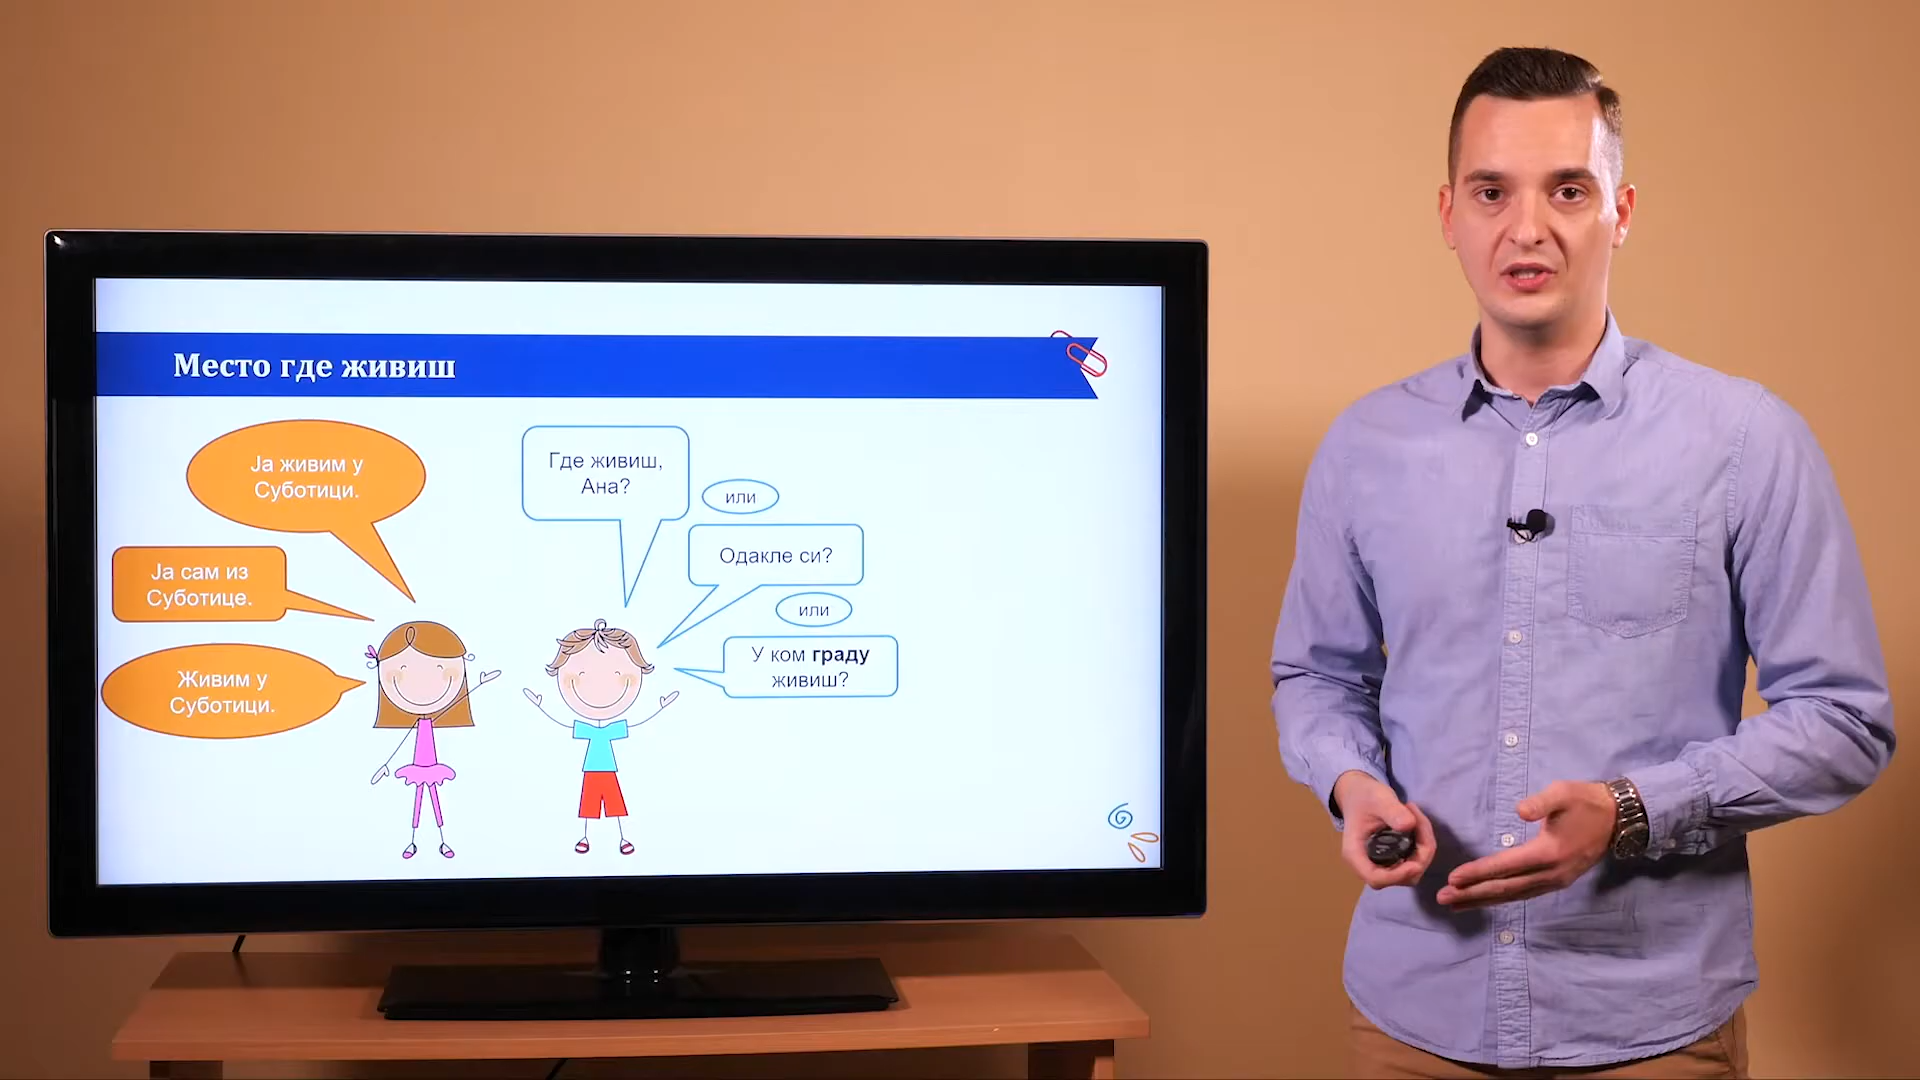 Место где живиш
Ја живим у
Суботици.
Ја сам из
Суботице.
Живим у
Суботици.
Где живиш,
Ана?
или
Одакле си?
или
У ком граду
живиш?